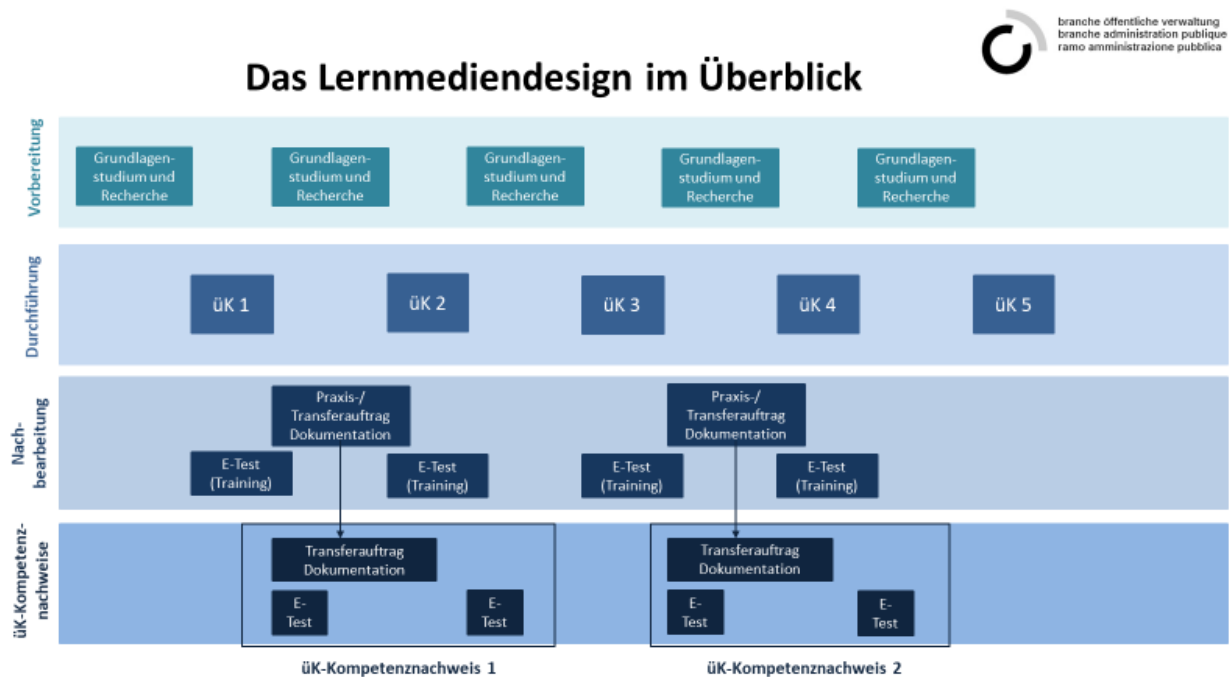 branche öffentliche verwaltung
branche administration publique
ramo amministrazione pubblica
Das Lernmediendesign im Überblick
Vorbereitung
Grundlagen-
studium und
Recherche
Grundlagen-
studium und
Recherche
Grundlagen-
studium und
Recherche
Grundlagen-
studium und
Recherche
Grundlagen-
studium und
Recherche
Durchführung
üK 1
üK 2
üK 3
üK 4
üK 5
Nach-
bearbeitung
Praxis-/
Transferauftrag
Dokumentation
Praxis-/
Transferauftrag
Dokumentation
E-Test
(Training)
E-Test
(Training)
E-Test
(Training)
E-Test
(Training)
üK-Kompetenz-
nachweise
Transferauftrag
Dokumentation
Transferauftrag
Dokumentation
E-
Test
E-
Test
E-
Test
E-
Test
üK-Kompetenznachweis 1
üK-Kompetenznachweis 2